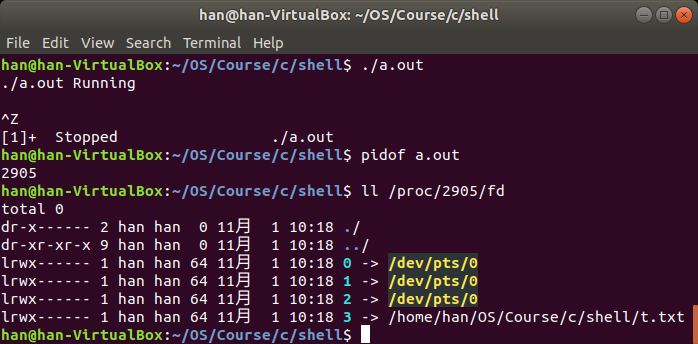 han@han-VirtualBox: ~/OS/Course/c/shell
File Edit View Search Terminal Help
han@han-VirtualBox:~/OS/Course/c/shell$ ./a.out
./a.out Running
^Z
[1]+  Stopped                 ./a.out
han@han-VirtualBox:~/OS/Course/c/shell$ pidof a.out
2905
han@han-VirtualBox:~/OS/Course/c/shell$ ll /proc/2905/fd
total 0
dr-x------ 2 han han  0 11月  1 10:18 ./
dr-xr-xr-x 9 han han  0 11月  1 10:18 ../
lrwx------ 1 han han 64 11月  1 10:18 0 -> /dev/pts/0
lrwx------ 1 han han 64 11月  1 10:18 1 -> /dev/pts/0
lrwx------ 1 han han 64 11月  1 10:18 2 -> /dev/pts/0
lrwx------ 1 han han 64 11月  1 10:18 3 -> /home/han/OS/Course/c/shell/t.txt
han@han-VirtualBox:~/OS/Course/c/shell$